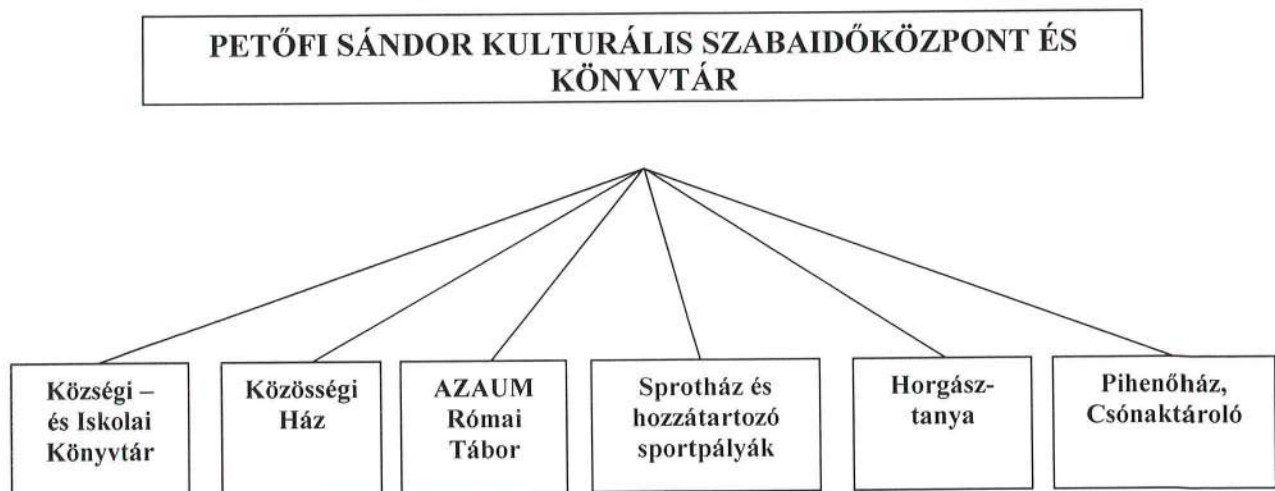 PETŐFI SÁNDOR KULTURÁLIS SZABAIDŐKÖZPONT ÉS
KÖNYVTÁR
Községi –
és Iskolai
Könyvtár
Közösségi
Ház
AZAUM
Római
Tábor
Sprotház és
hozzátartozó
sportpályák
Horgász-
tanya
Pihenőház,
Csónaktároló